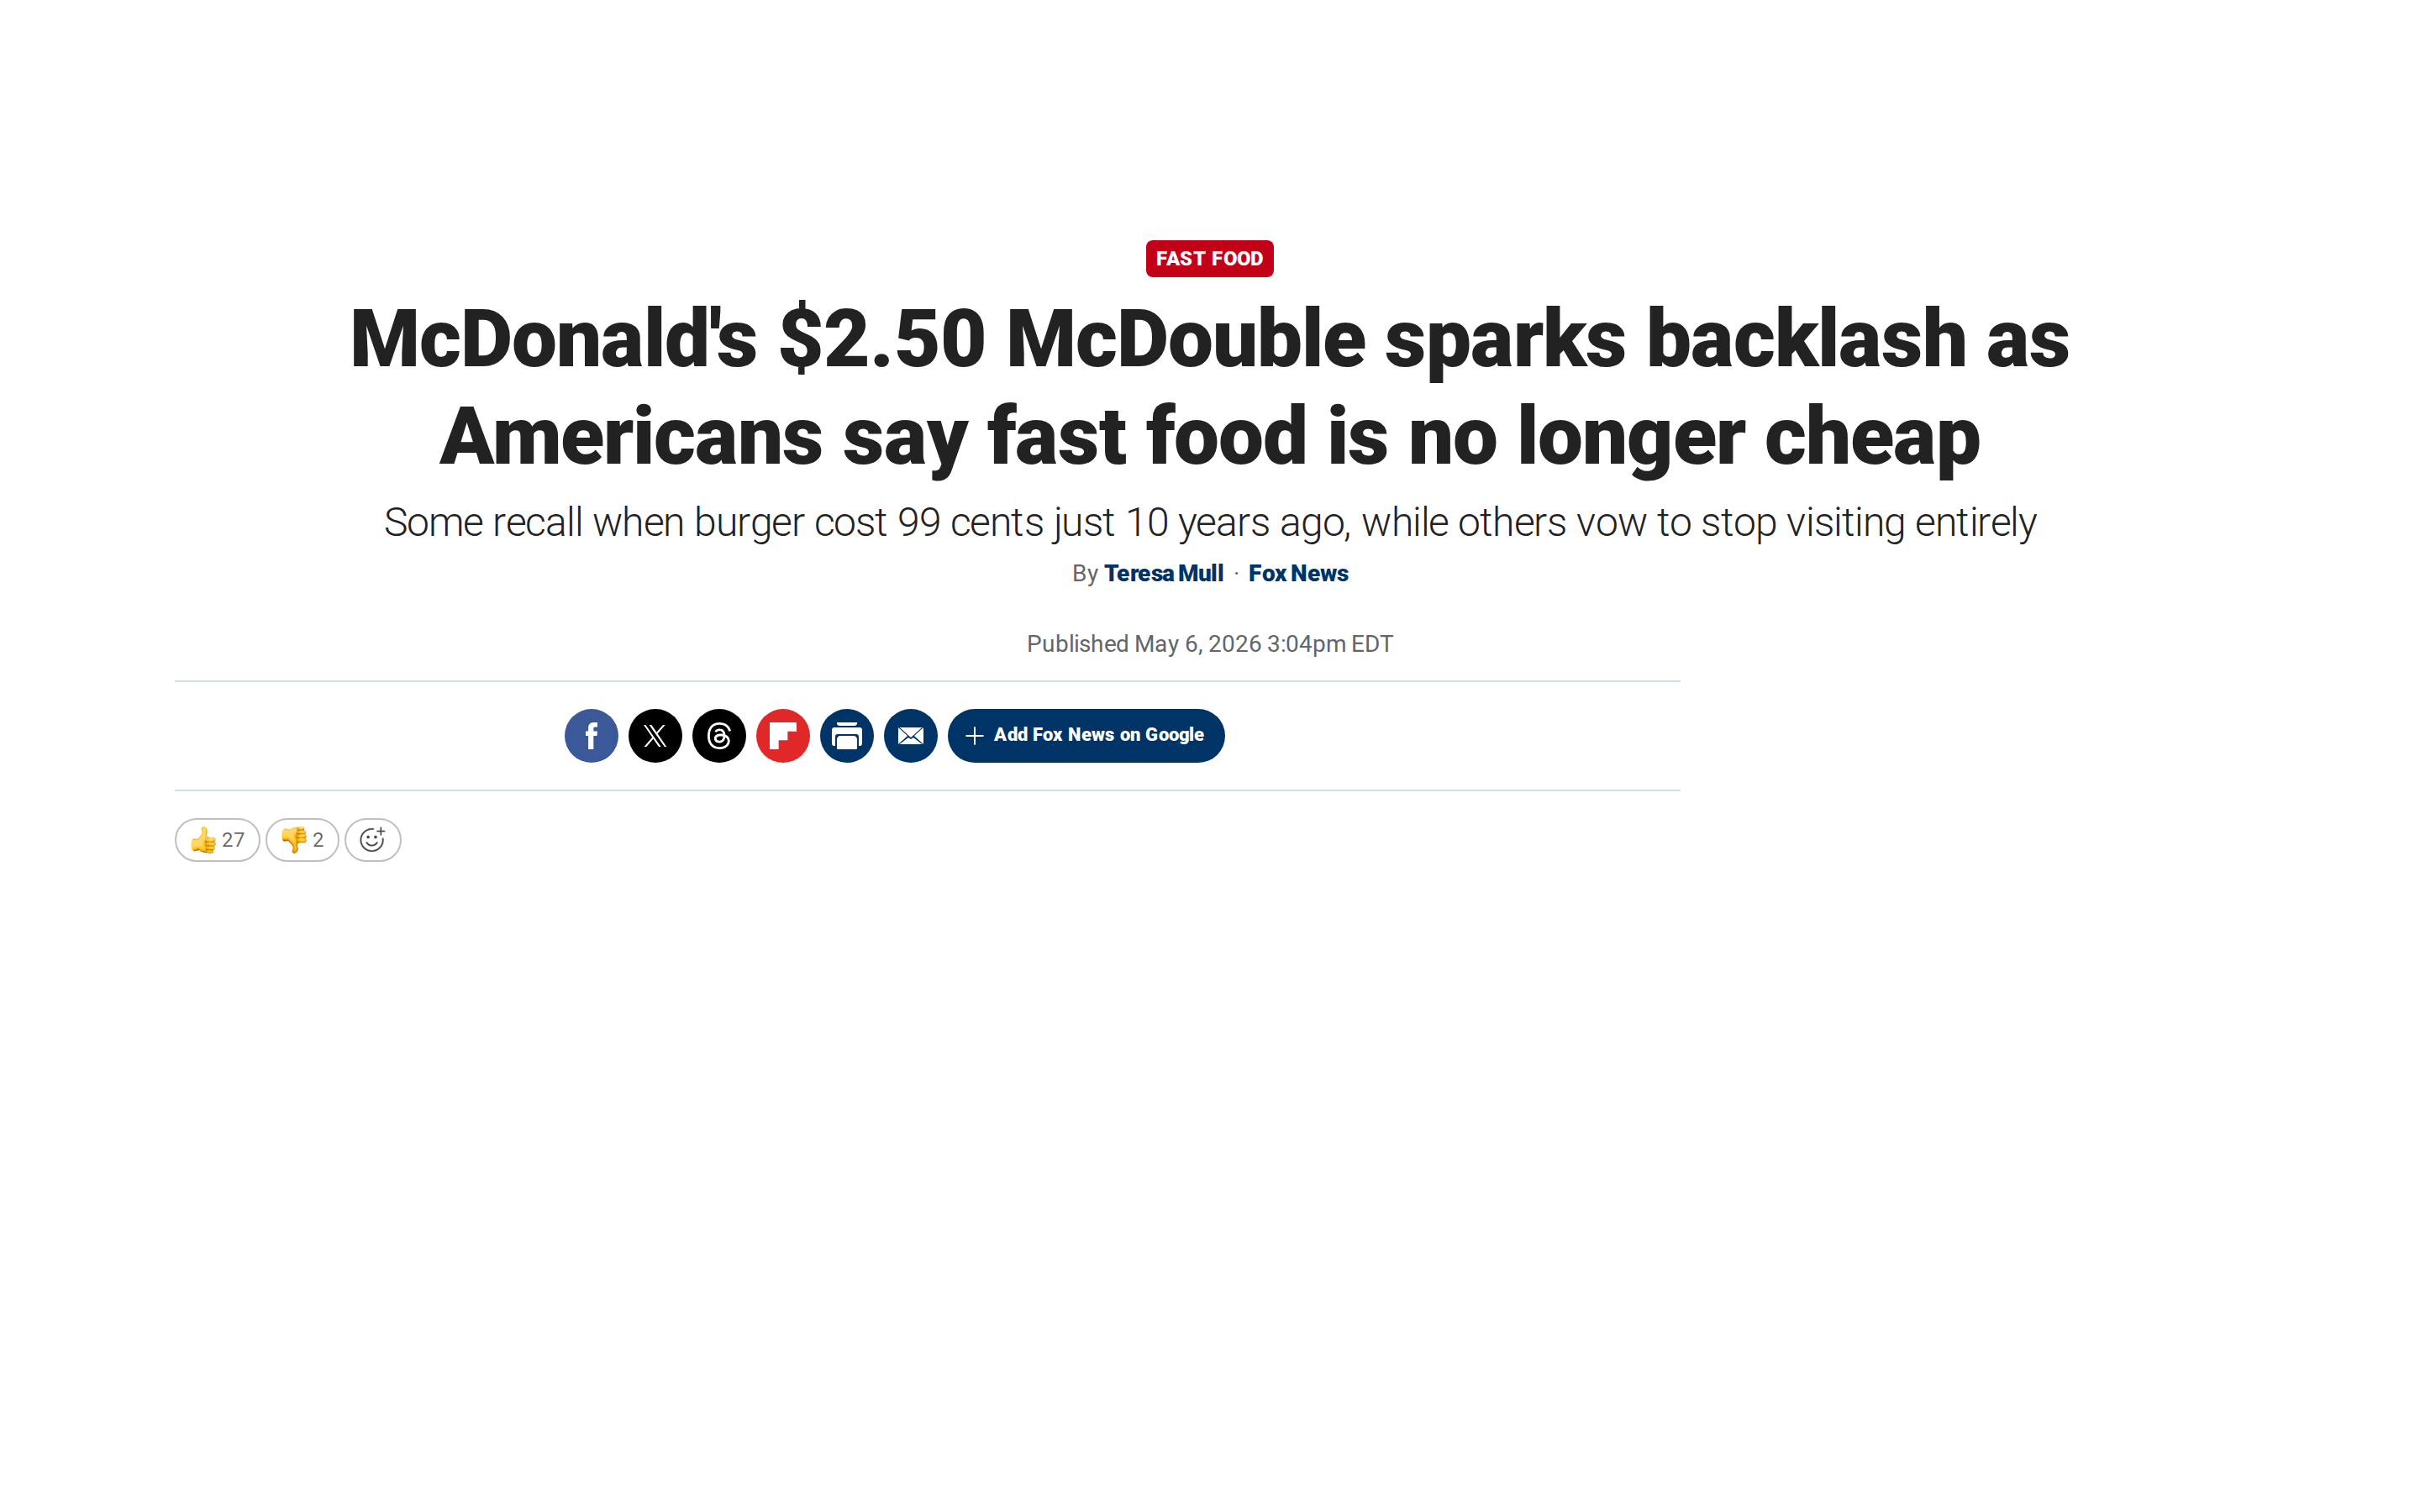 FAST FOOD
McDonald's $2.50 McDouble sparks backlash as
Americans say fast food is no longer cheap
Some recall when burger cost 99 cents just 10 years ago, while others vow to stop visiting entirely
By Teresa Mull · Fox News
Published May 6, 2026 3:04pm EDT
Add Fox News on Google
27 2